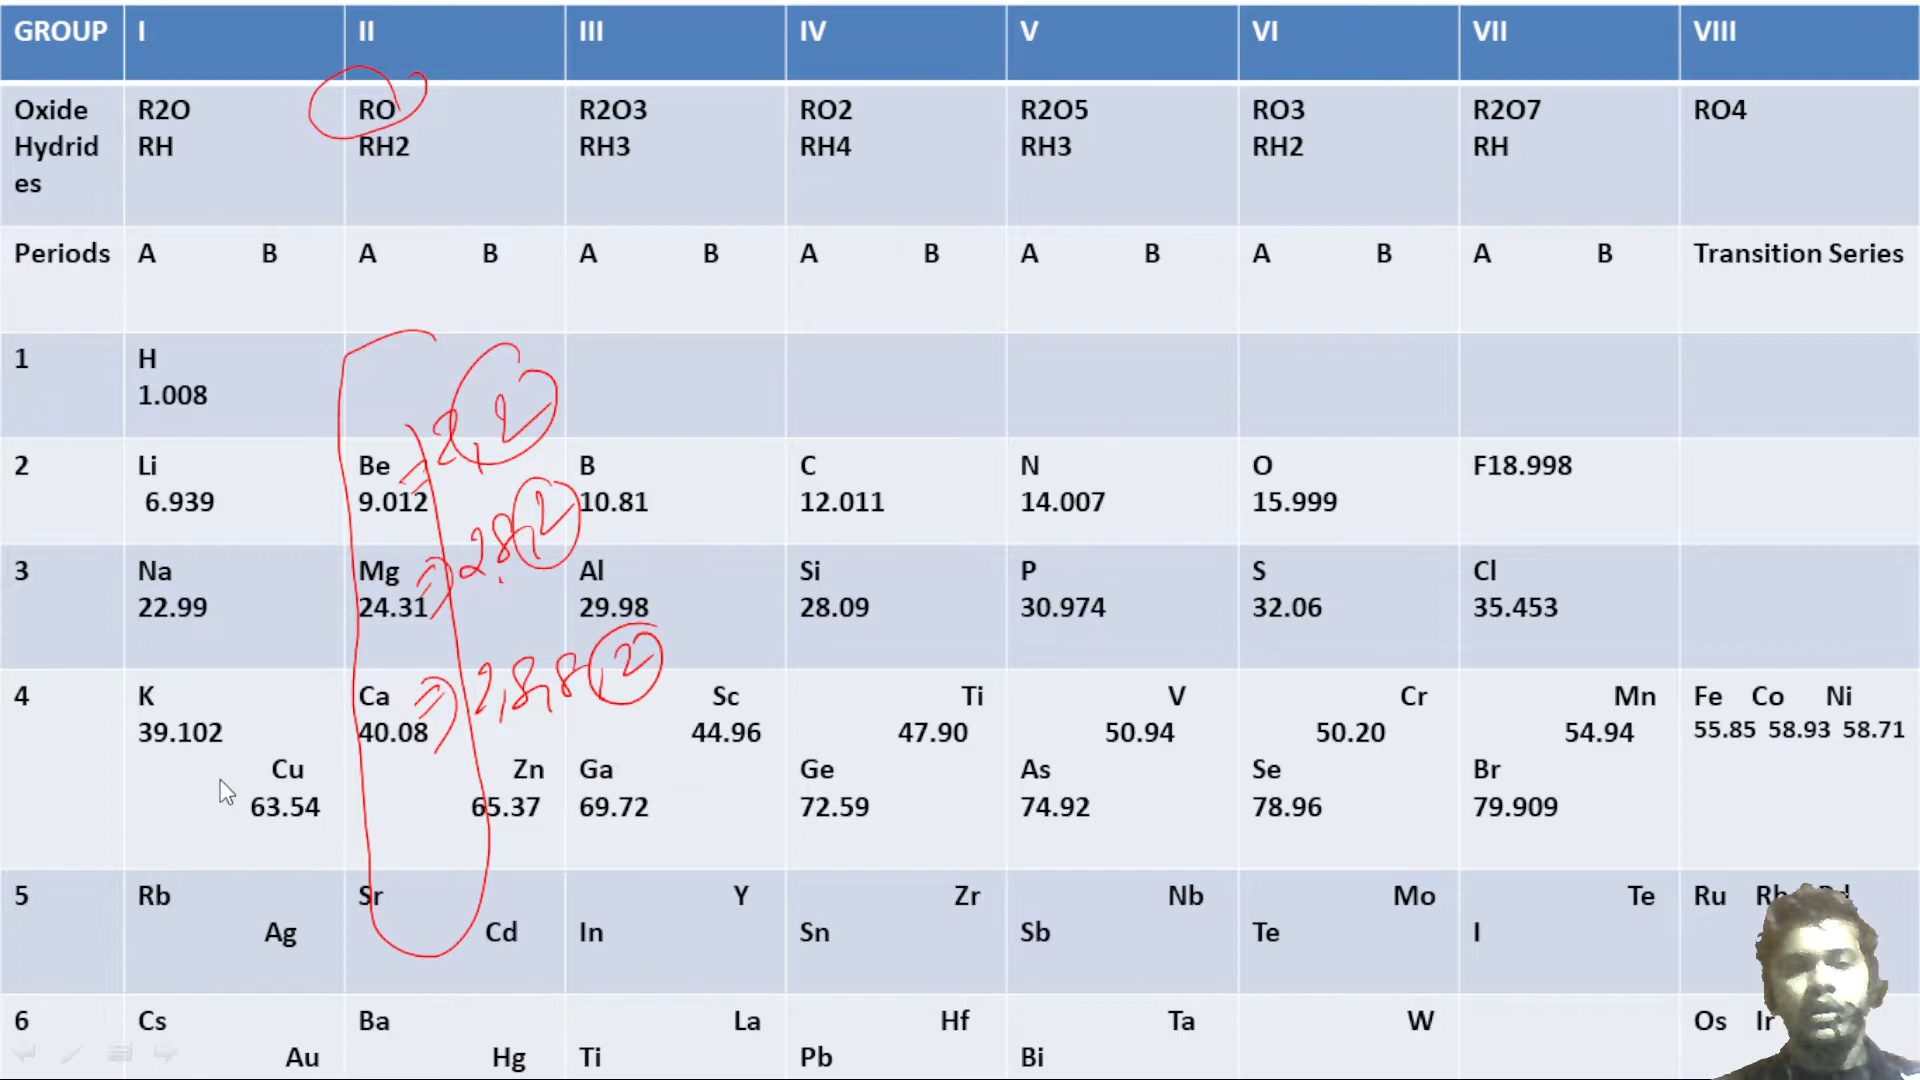 GROUP I II III IV V VI VII VIII
Oxide R2O RO R2O3 RO2 R2O5 RO3 R2O7 RO4
Hydrid RH RH2 RH3 RH4 RH3 RH2 RH
es
Periods A B A B A B A B A B A B A B Transition Series
1 H
1.008
2, 2
2 Li Be B C N O F18.998
6.939 9.012 10.81 12.011 14.007 15.999
2,8,2
3 Na Mg Al Si P S Cl
22.99 24.31 29.98 28.09 30.974 32.06 35.453
2,8,8,2
4 K Ca Sc Ti V Cr Mn Fe Co Ni
39.102 40.08 44.96 47.90 50.94 50.20 54.94 55.85 58.93 58.71
Cu Zn Ga Ge As Se Br
63.54 65.37 69.72 72.59 74.92 78.96 79.909
5 Rb Sr Y Zr Nb Mo Te Ru
Ag Cd In Sn Sb Te I
6 Cs Ba La Hf Ta W Os Ir
Au Hg Ti Pb Bi